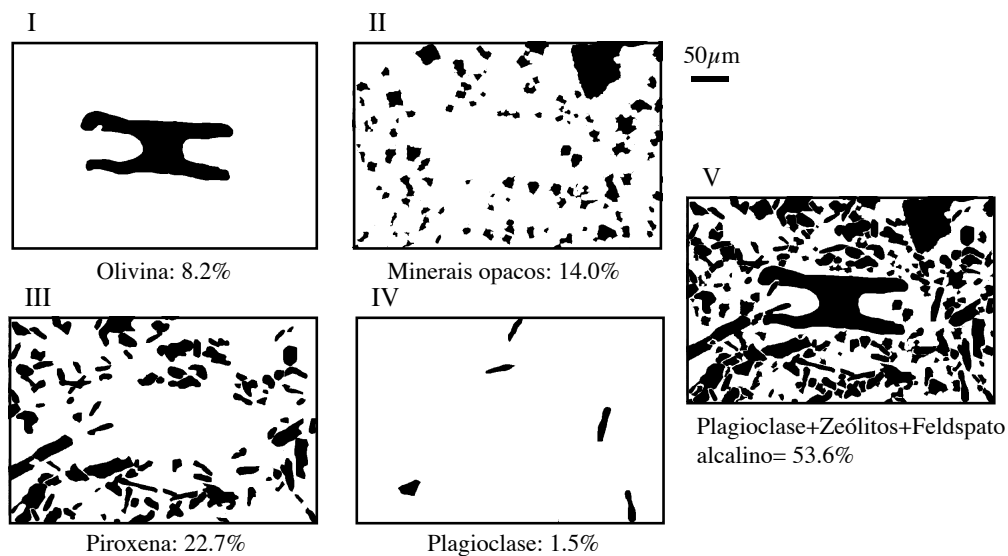 I
II
50µm
Olivina: 8.2%
Minerais opacos: 14.0%
V
III
IV
Piroxena: 22.7%
Plagioclase: 1.5%
Plagioclase+Zeólitos+Feldspato
alcalino= 53.6%